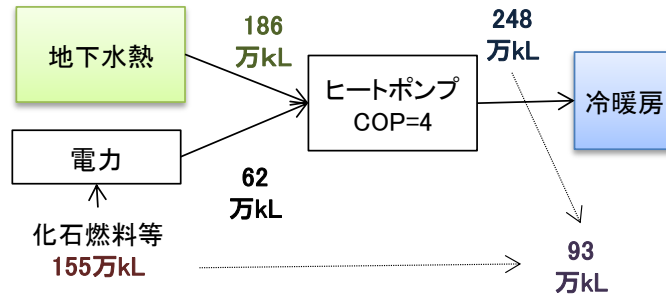 地下水熱
186
万kL
248
万kL
ヒートポンプ
COP=4
冷暖房
電力
62
万kL
化石燃料等
155万kL
93
万kL